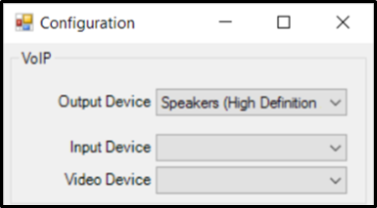 Configuration
VoIP
Output Device Speakers (High Definition
Input Device
Video Device